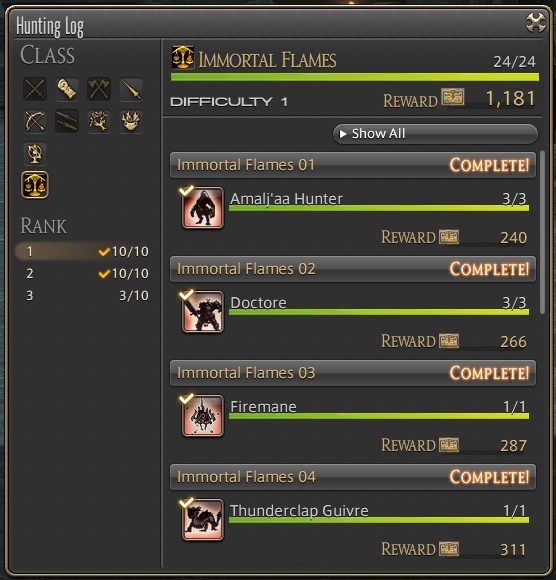 Hunting Log
CLASS
IMMORTAL FLAMES 24/24
DIFFICULTY 1 REWARD 1,181
Show All
Immortal Flames 01 COMPLETE!
Amalj'aa Hunter 3/3
REWARD 240
RANK
1 10/10
2 10/10
3 3/10
Immortal Flames 02 COMPLETE!
Doctore 3/3
REWARD 266
Immortal Flames 03 COMPLETE!
Firemane 1/1
REWARD 287
Immortal Flames 04 COMPLETE!
Thunderclap Guivre 1/1
REWARD 311